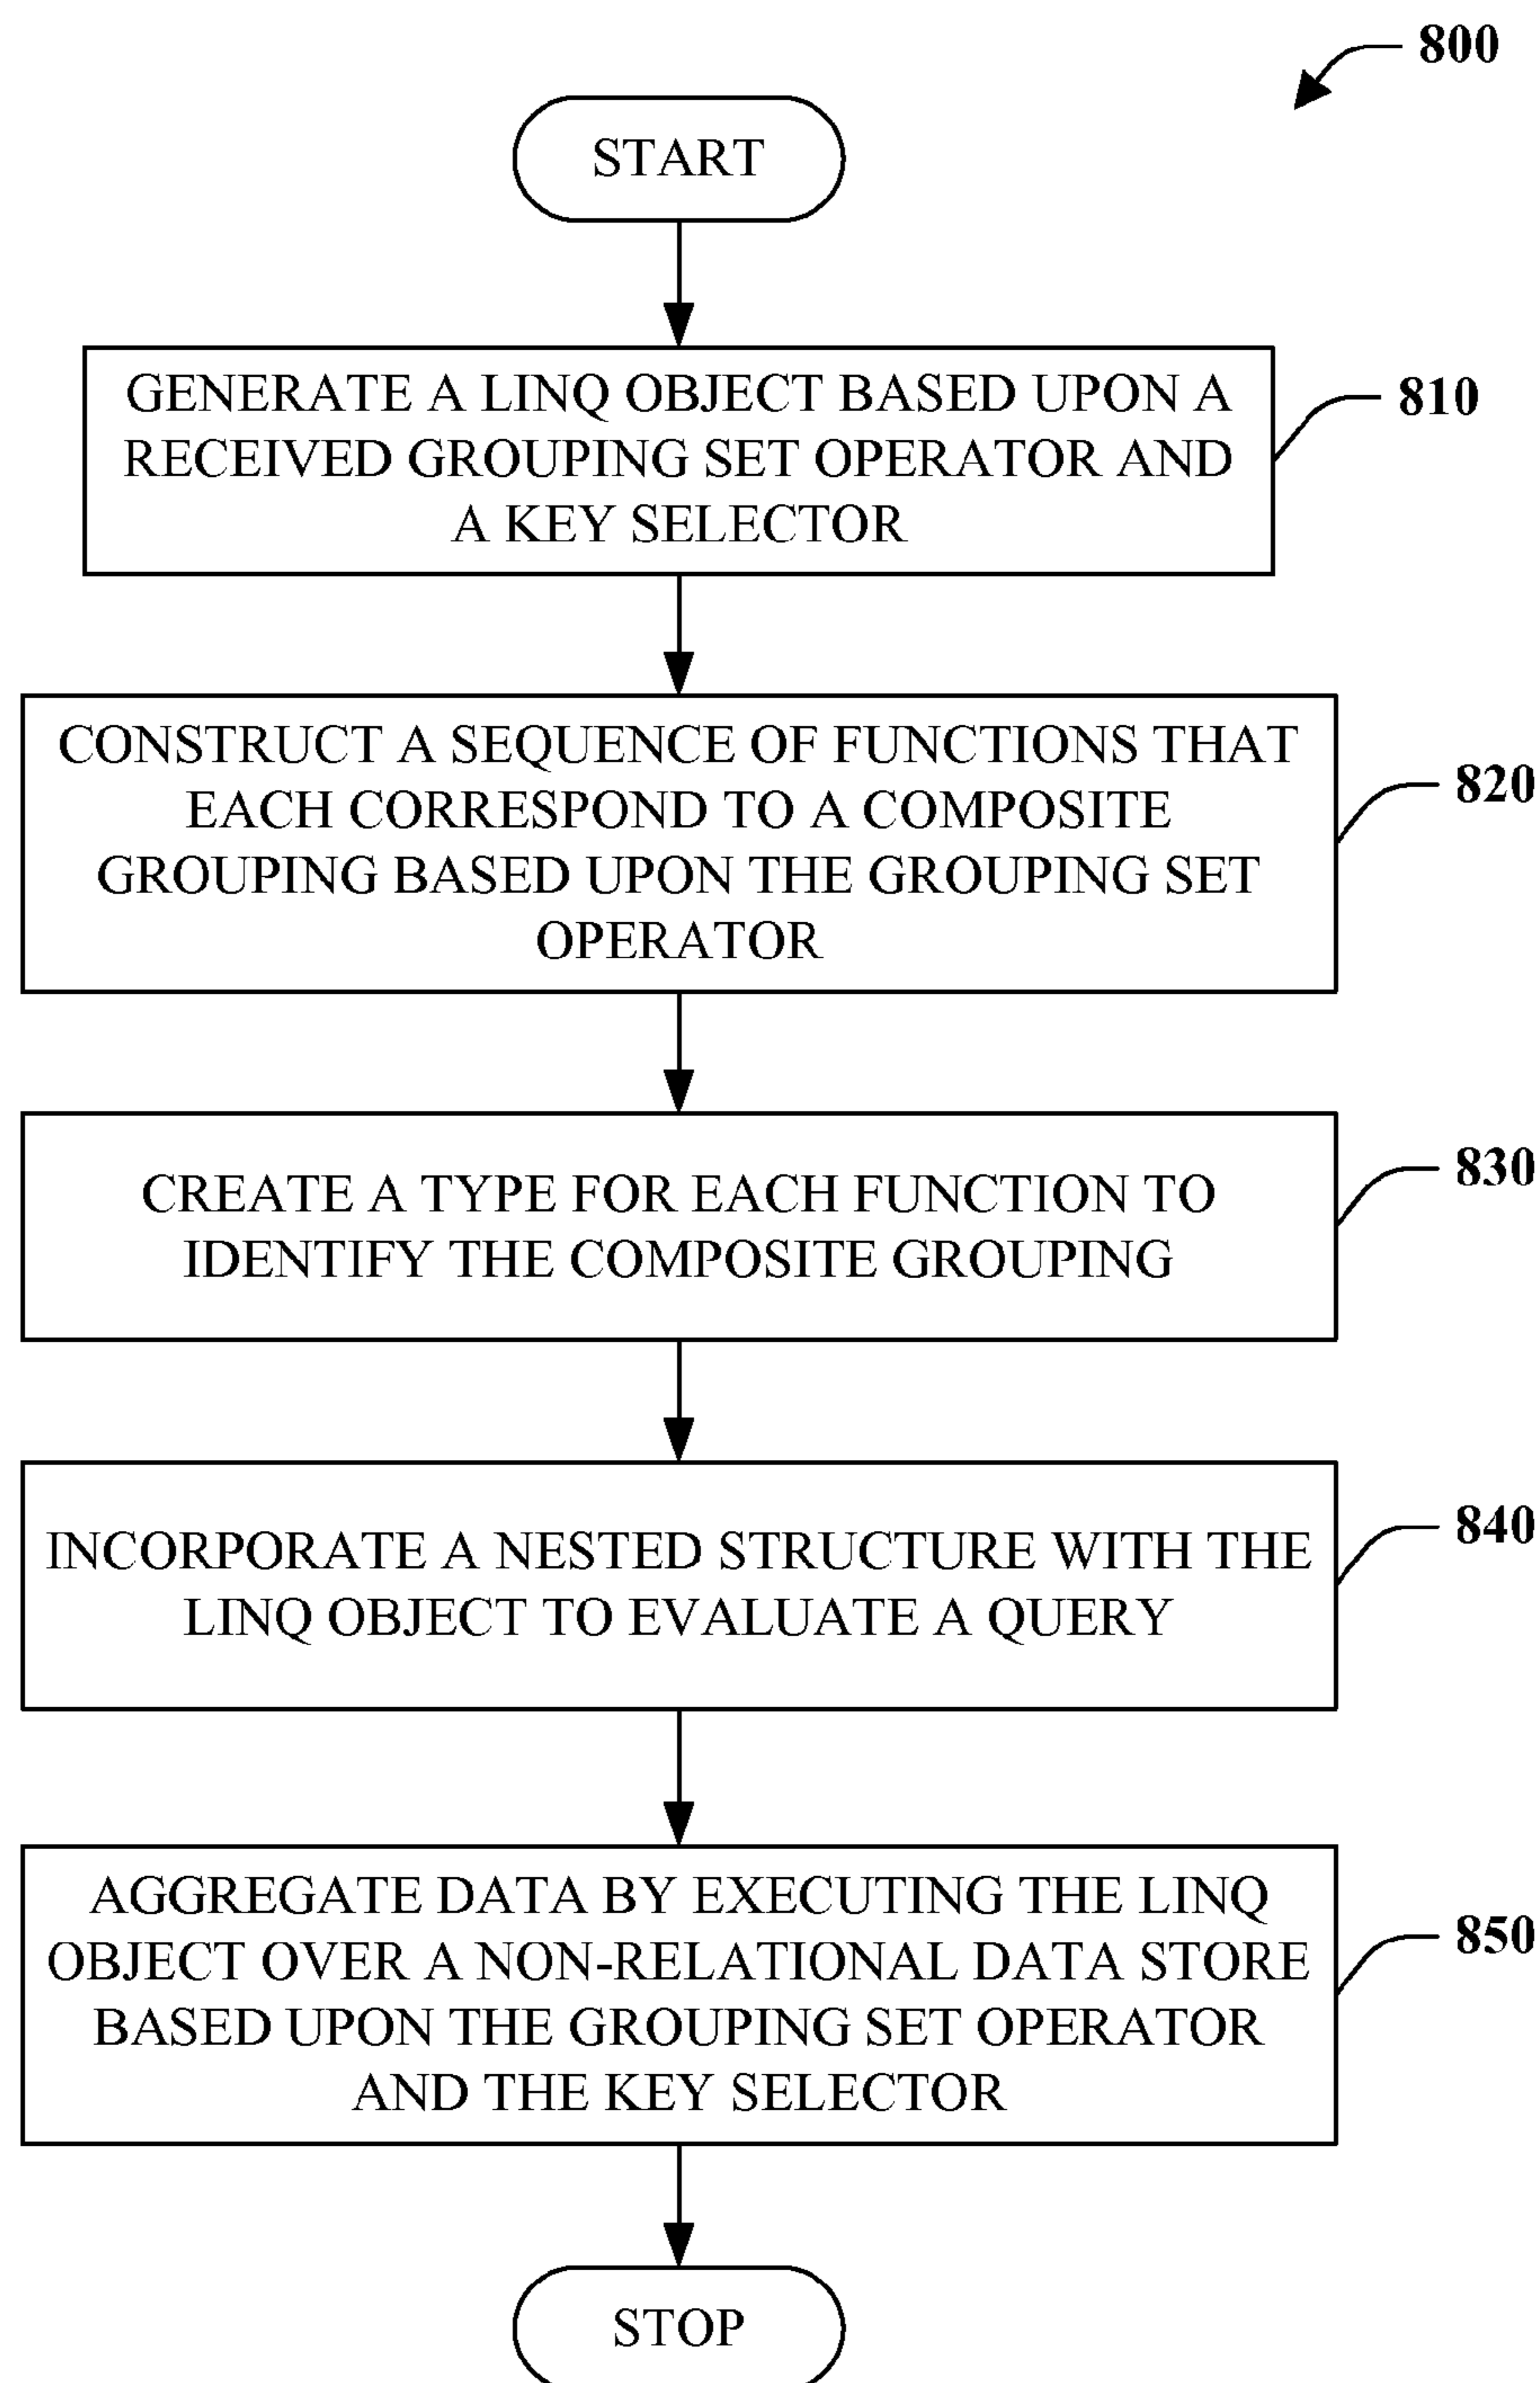 800
START
GENERATE A LINQ OBJECT BASED UPON A
RECEIVED GROUPING SET OPERATOR AND
A KEY SELECTOR
810
CONSTRUCT A SEQUENCE OF FUNCTIONS THAT
EACH CORRESPOND TO A COMPOSITE
GROUPING BASED UPON THE GROUPING SET
OPERATOR
820
CREATE A TYPE FOR EACH FUNCTION TO
IDENTIFY THE COMPOSITE GROUPING
830
INCORPORATE A NESTED STRUCTURE WITH THE
LINQ OBJECT TO EVALUATE A QUERY
840
AGGREGATE DATA BY EXECUTING THE LINQ
OBJECT OVER A NON-RELATIONAL DATA STORE
BASED UPON THE GROUPING SET OPERATOR
AND THE KEY SELECTOR
850
STOP